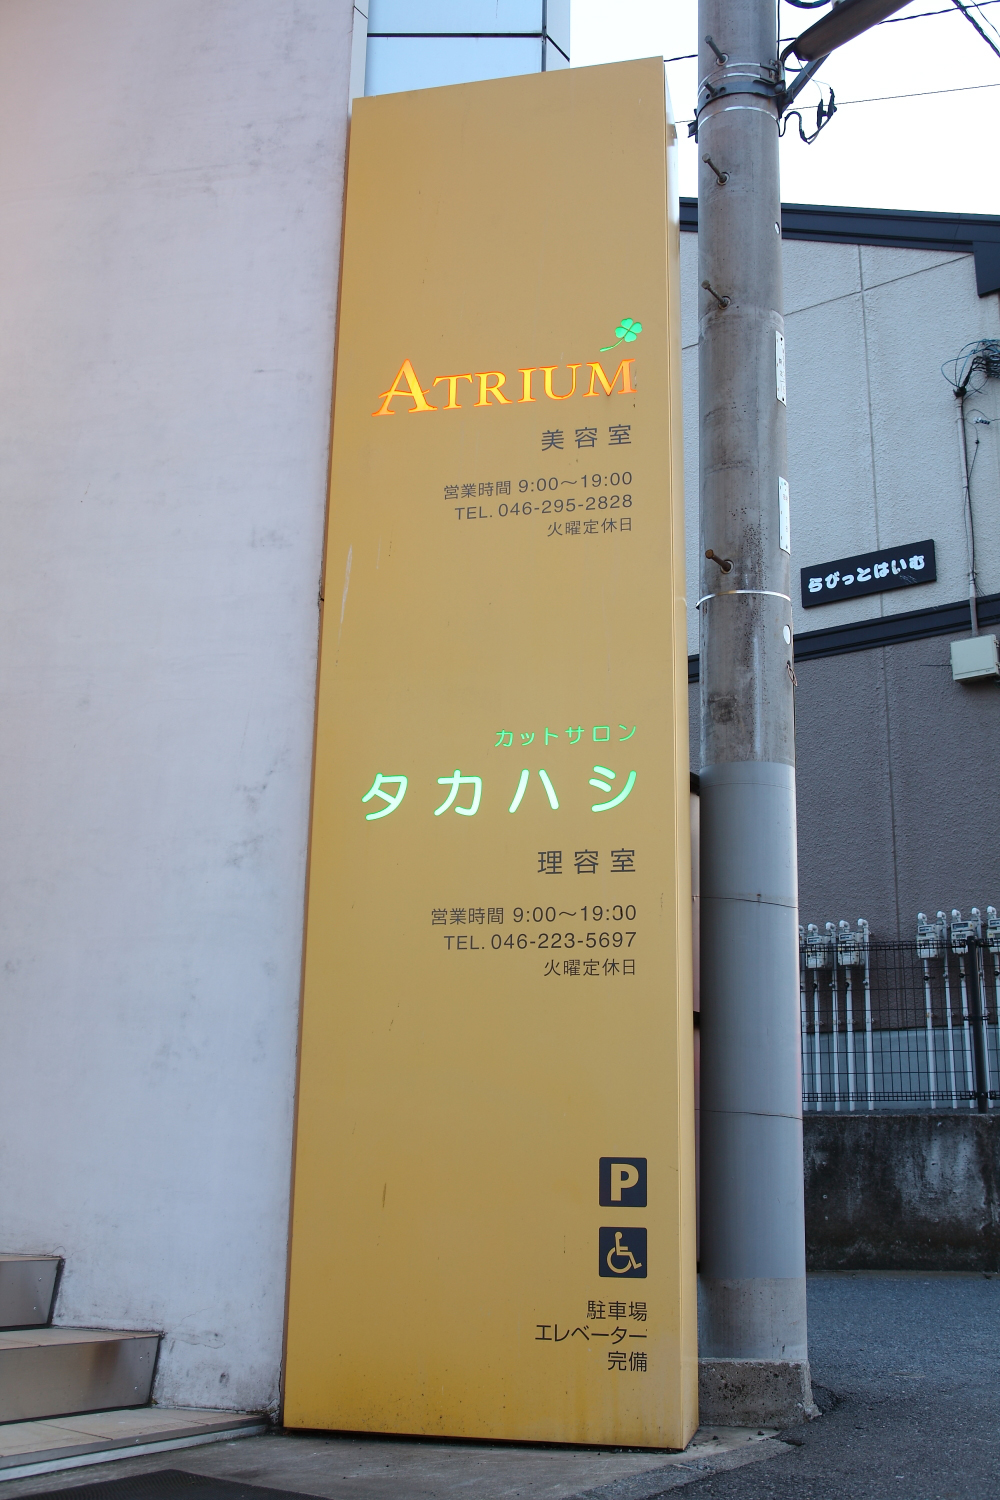 ATRIUM
美容室
営業時間 9:00～19:00
TEL. 046-295-2828
火曜定休日
カットサロン
タカハシ
理容室
営業時間 9:00～19:30
TEL. 046-223-5697
火曜定休日
P
駐車場
エレベーター
完備
らびっとはいむ